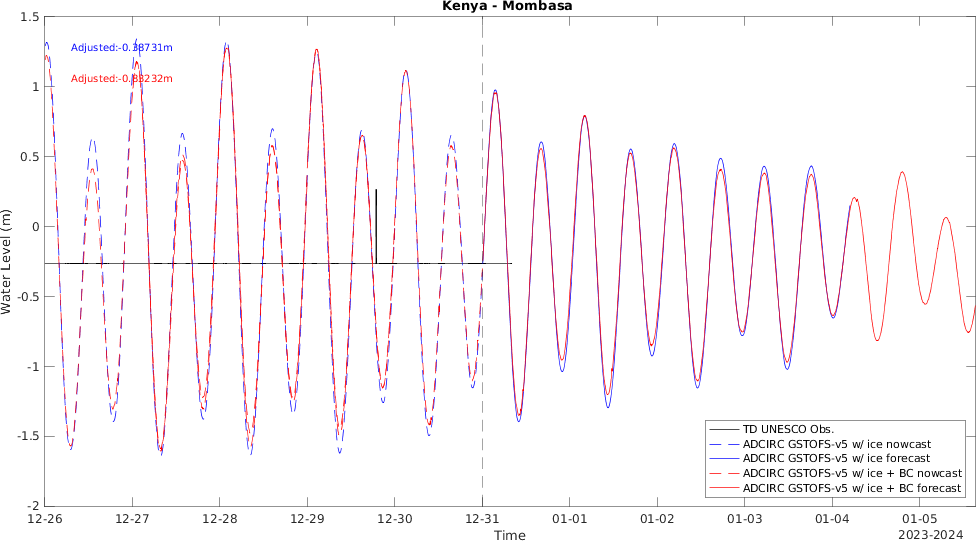 Kenya - Mombasa
1.5
1
0.5
0
-0.5
-1
-1.5
-2
Water Level (m)
Adjusted:-0.38731m
Adjusted:-0.33232m
12-26 12-27 12-28 12-29 12-30 12-31 01-01 01-02 01-03 01-04 01-05
Time
2023-2024
TD UNESCO Obs.
ADCIRC GSTOFS-v5 w/ ice nowcast
ADCIRC GSTOFS-v5 w/ ice forecast
ADCIRC GSTOFS-v5 w/ ice + BC nowcast
ADCIRC GSTOFS-v5 w/ ice + BC forecast